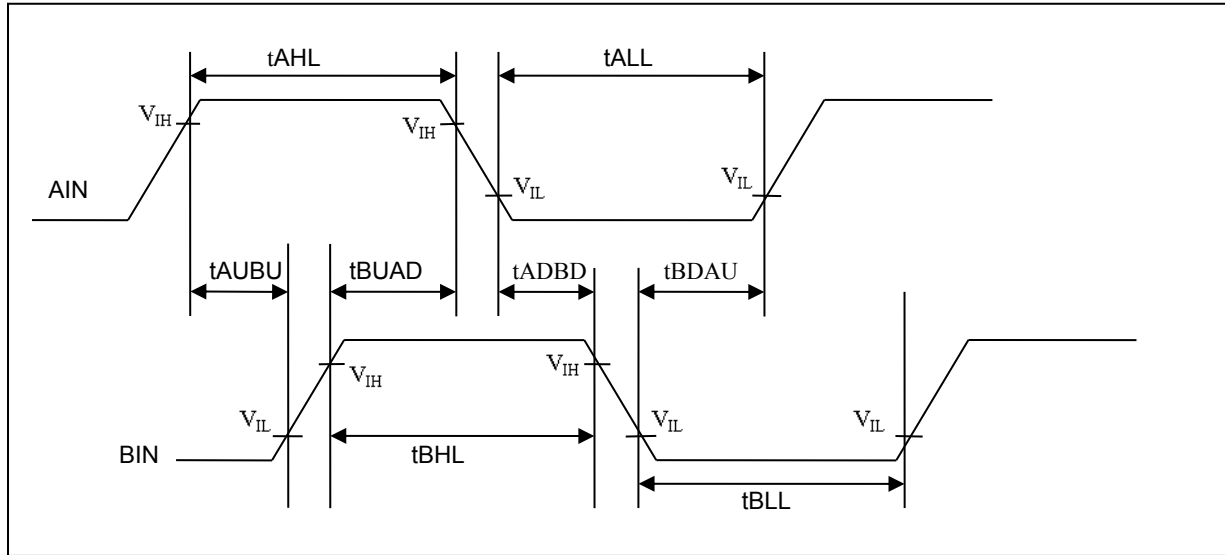 tAHL
tALL
VIH
VIH
VIL
VIL
AIN
tAUBU
tBUAD
tADBD
tBDAU
VIH
VIH
VIL
VIL
VIL
BIN
tBHL
tBLL